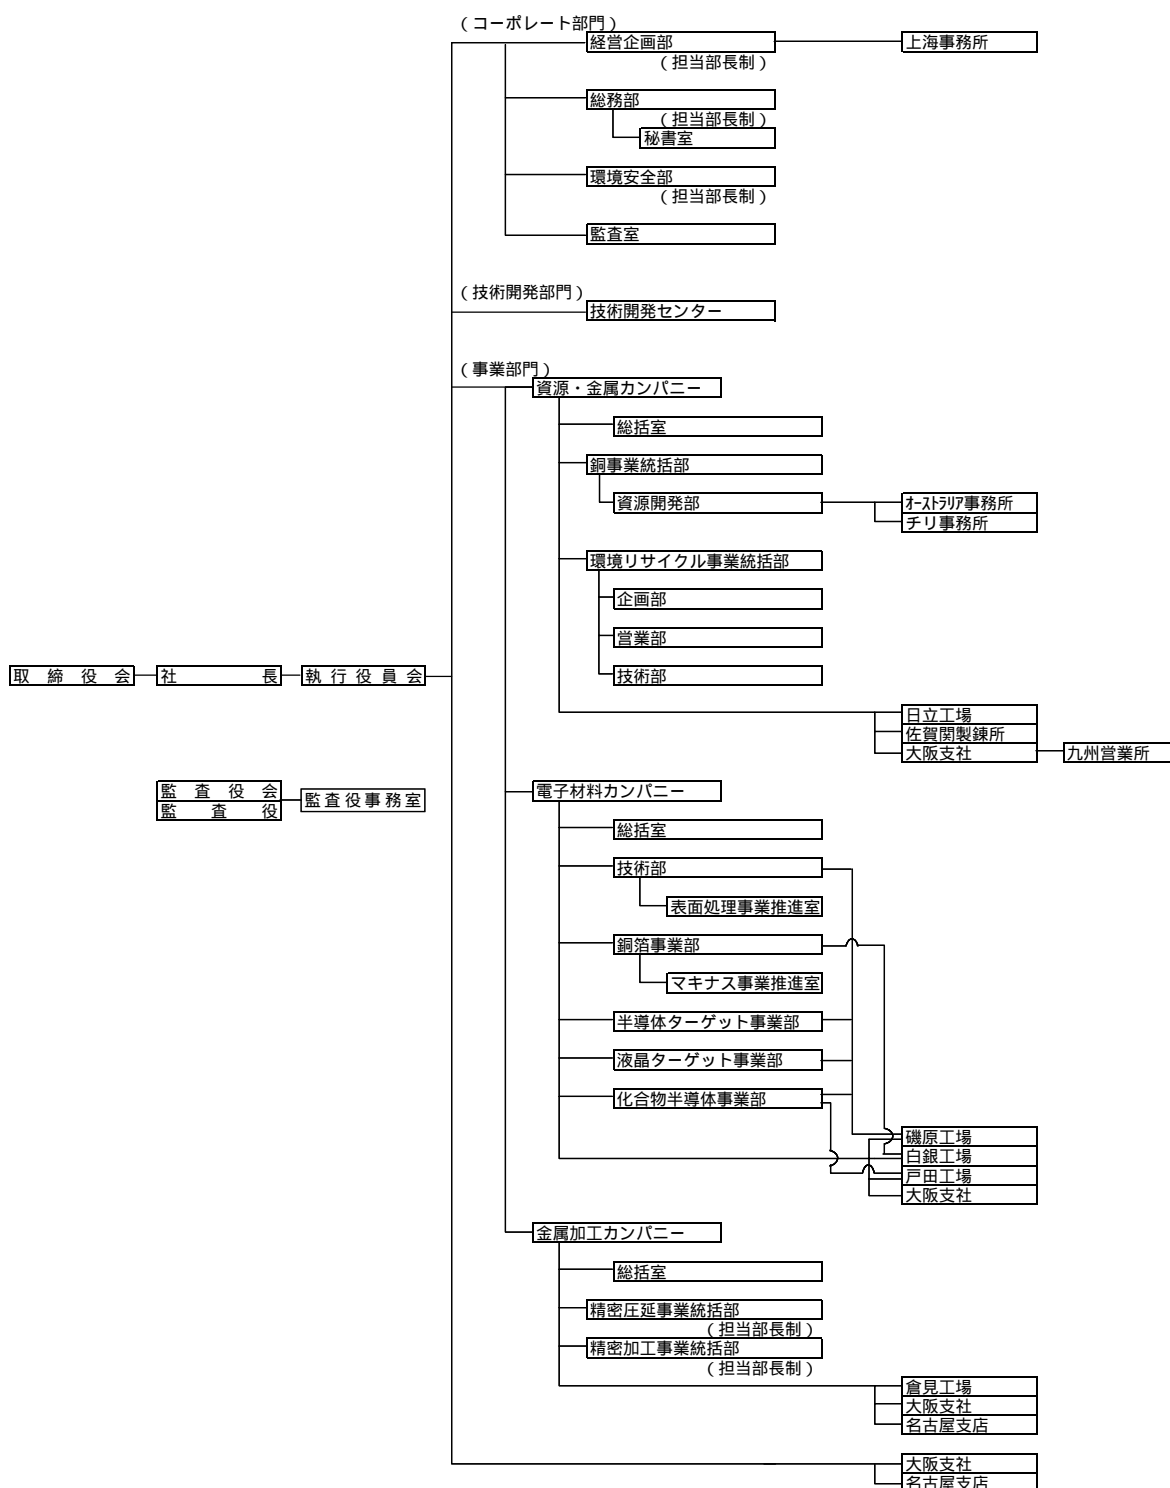 (コーポレート部門)
経営企画部
上海事務所
(担当部長制)
総務部
(担当部長制)
秘書室
環境安全部
(担当部長制)
監査室
(技術開発部門)
技術開発センター
(事業部門)
資源・金属カンパニー
総括室
銅事業統括部
資源開発部
オーストラリア事務所
チリ事務所
環境リサイクル事業統括部
企画部
営業部
取締役会
社長
執行役員会
技術部
日立工場
佐賀関製錬所
大阪支社
九州営業所
監査役会
監査役
監査役事務室
電子材料カンパニー
総括室
技術部
表面処理事業推進室
銅箔事業部
マキナス事業推進室
半導体ターゲット事業部
液晶ターゲット事業部
化合物半導体事業部
磯原工場
白銀工場
戸田工場
大阪支社
金属加工カンパニー
総括室
精密圧延事業統括部
(担当部長制)
精密加工事業統括部
(担当部長制)
倉見工場
大阪支社
名古屋支店
大阪支社
名古屋支店